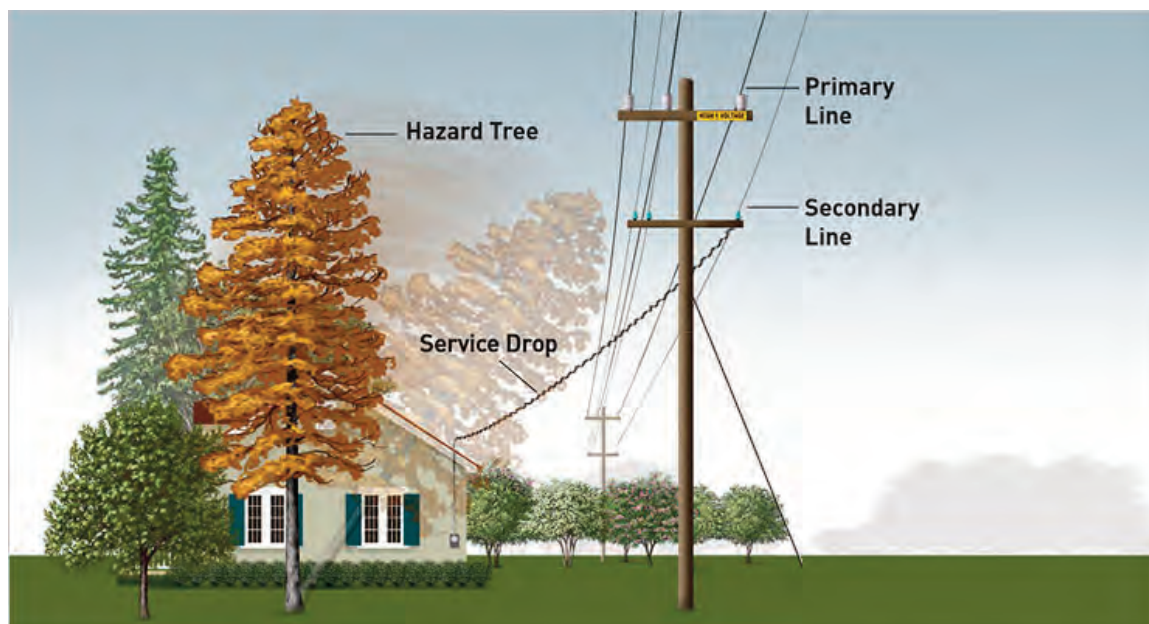 Primary
Line
HIGH VOLTAGE
Hazard Tree
Secondary
Line
Service Drop